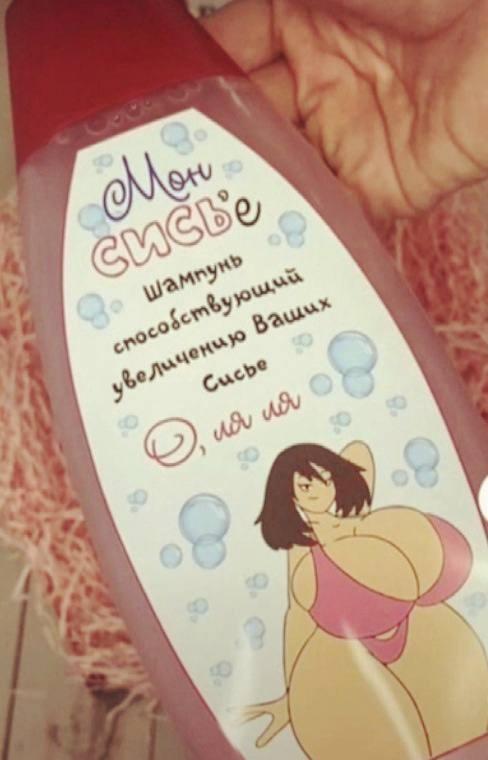 Мон
сись'е
Шампунь
способствующий
увеличению Ваших
Сисье
О, ля ля